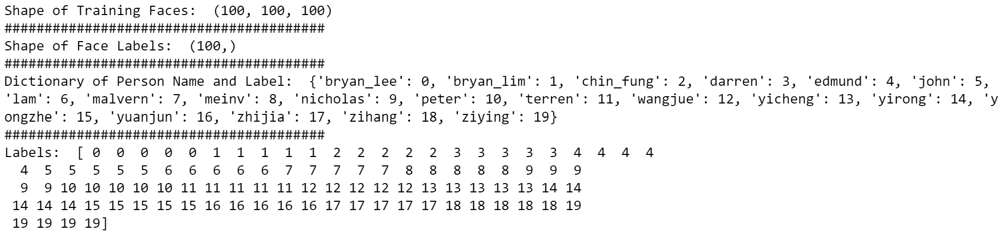 Shape of Training Faces:  (100, 100, 100)
########################################
Shape of Face Labels:  (100,)
########################################
Dictionary of Person Name and Label:  {'bryan_lee': 0, 'bryan_lim': 1, 'chin_fung': 2, 'darren': 3, 'edmund': 4, 'john': 5,
'lam': 6, 'malvern': 7, 'meinv': 8, 'nicholas': 9, 'peter': 10, 'terren': 11, 'wangjue': 12, 'yicheng': 13, 'yirong': 14, 'y
ongzhe': 15, 'yuanjun': 16, 'zhijia': 17, 'zihang': 18, 'ziying': 19}
########################################
Labels:  [ 0  0  0  0  0  1  1  1  1  1  2  2  2  2  2  3  3  3  3  3  4  4  4  4
  4  5  5  5  5  5  6  6  6  6  6  7  7  7  7  7  8  8  8  8  8  9  9  9
  9  9 10 10 10 10 10 11 11 11 11 11 12 12 12 12 12 13 13 13 13 13 14 14
 14 14 14 15 15 15 15 15 16 16 16 16 16 17 17 17 17 17 18 18 18 18 18 19
 19 19 19 19]